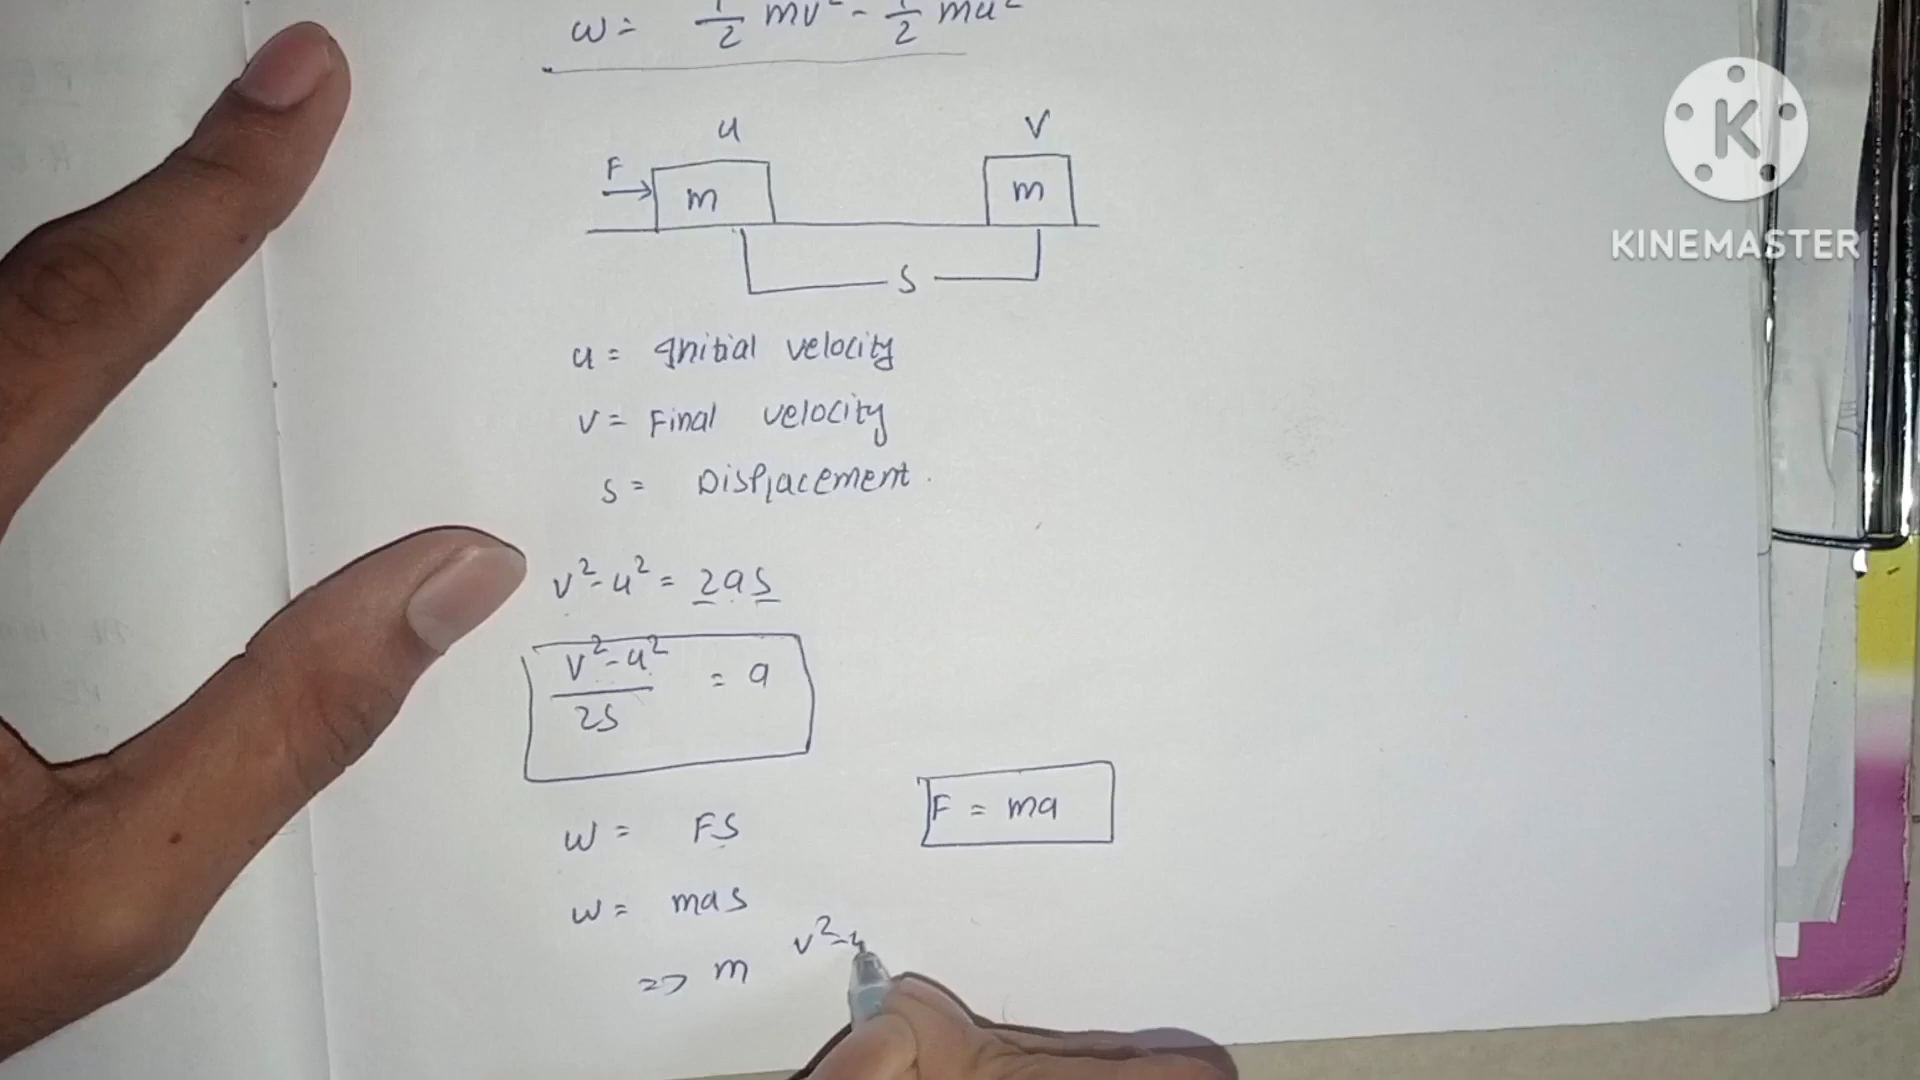 W = 1/2 mv² - 1/2 mu²
u
v
F
m
m
s
u = Initial velocity
v = Final velocity
s = Displacement.
v² - u² = 2as
v² - u² / 2s = a
W = FS
F = ma
W = mas
v² - u
=> m
K
KINEMASTER